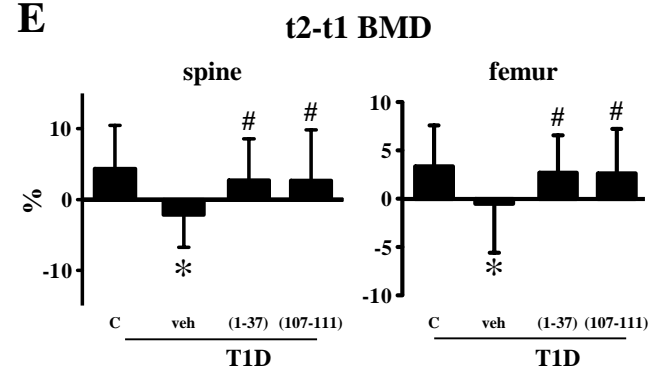 E
t2-t1 BMD
spine
femur
%
10
0
-10
#
#
*
C
veh
(1-37)
(107-111)
T1D
10
5
0
-5
-10
#
#
*
C
veh
(1-37)
(107-111)
T1D